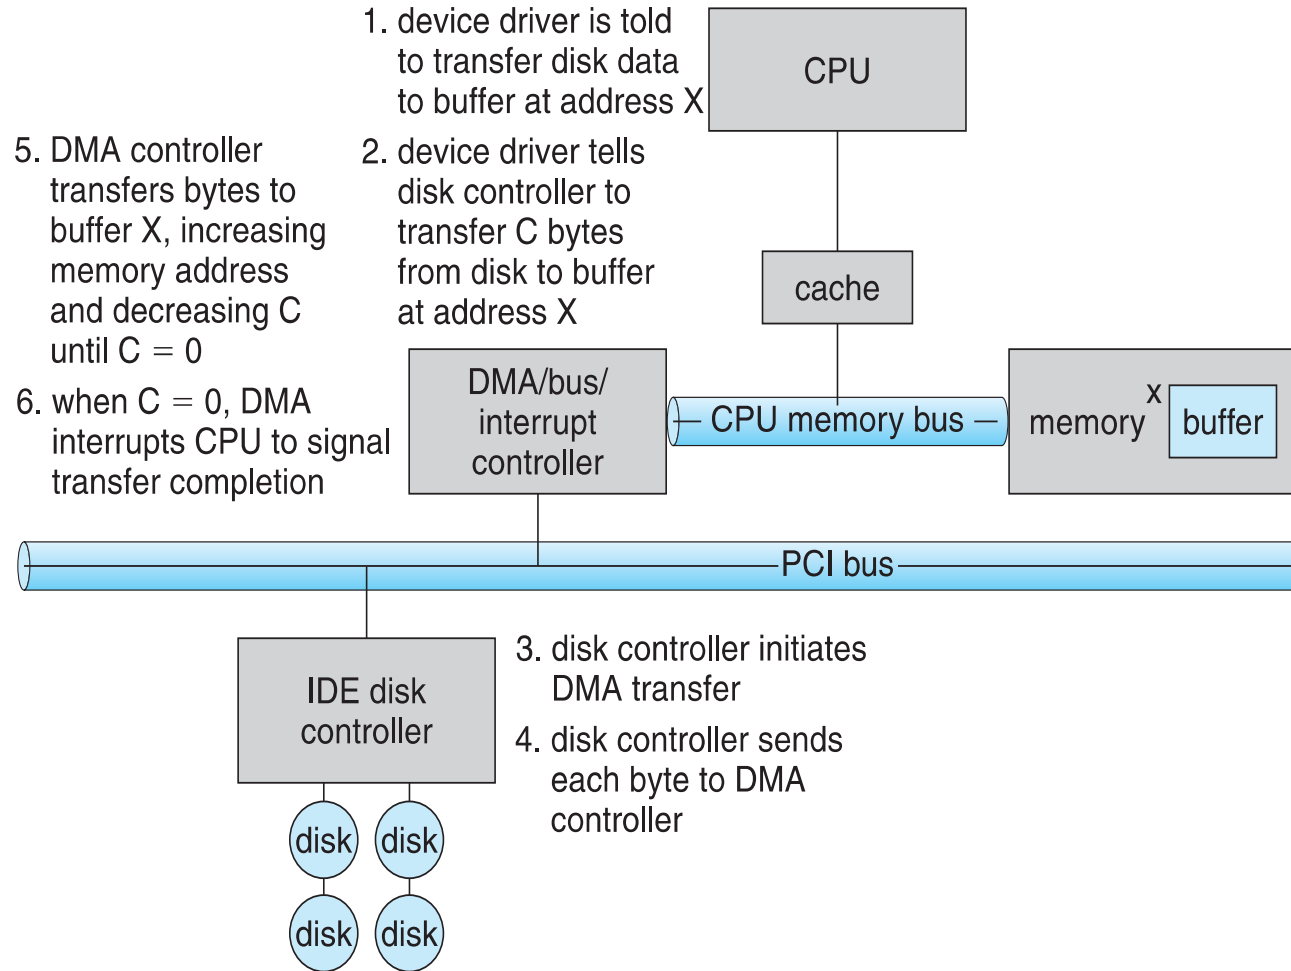 1. device driver is told
to transfer disk data
to buffer at address X
CPU
5. DMA controller
transfers bytes to
buffer X, increasing
memory address
and decreasing C
until C = 0
2. device driver tells
disk controller to
transfer C bytes
from disk to buffer
at address X
cache
6. when C = 0, DMA
interrupts CPU to signal
transfer completion
DMA/bus/
interrupt
controller
CPU memory bus
memory
x
buffer
PCI bus
IDE disk
controller
3. disk controller initiates
DMA transfer
4. disk controller sends
each byte to DMA
controller
disk
disk
disk
disk